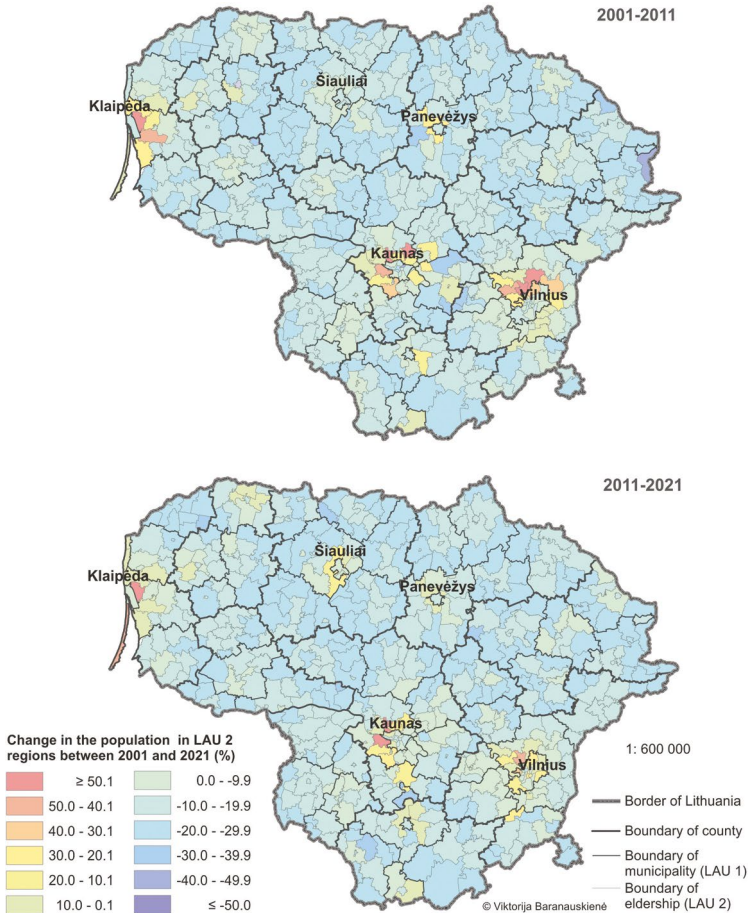 2001-2011
Šiauliai
Klaipėda
Panevėžys
Kaunas
Vilnius
2011-2021
Šiauliai
Klaipėda
Panevėžys
Kaunas
Vilnius
Change in the population in LAU 2
regions between 2001 and 2021 (%)
≥ 50.1
50.0 - 40.1
40.0 - 30.1
30.0 - 20.1
20.0 - 10.1
10.0 - 0.1
0.0 - -9.9
-10.0 - -19.9
-20.0 - -29.9
-30.0 - -39.9
-40.0 - -49.9
≤ -50.0
1: 600 000
Border of Lithuania
Boundary of county
Boundary of
municipality (LAU 1)
Boundary of
eldership (LAU 2)
© Viktorija Baranauskienė